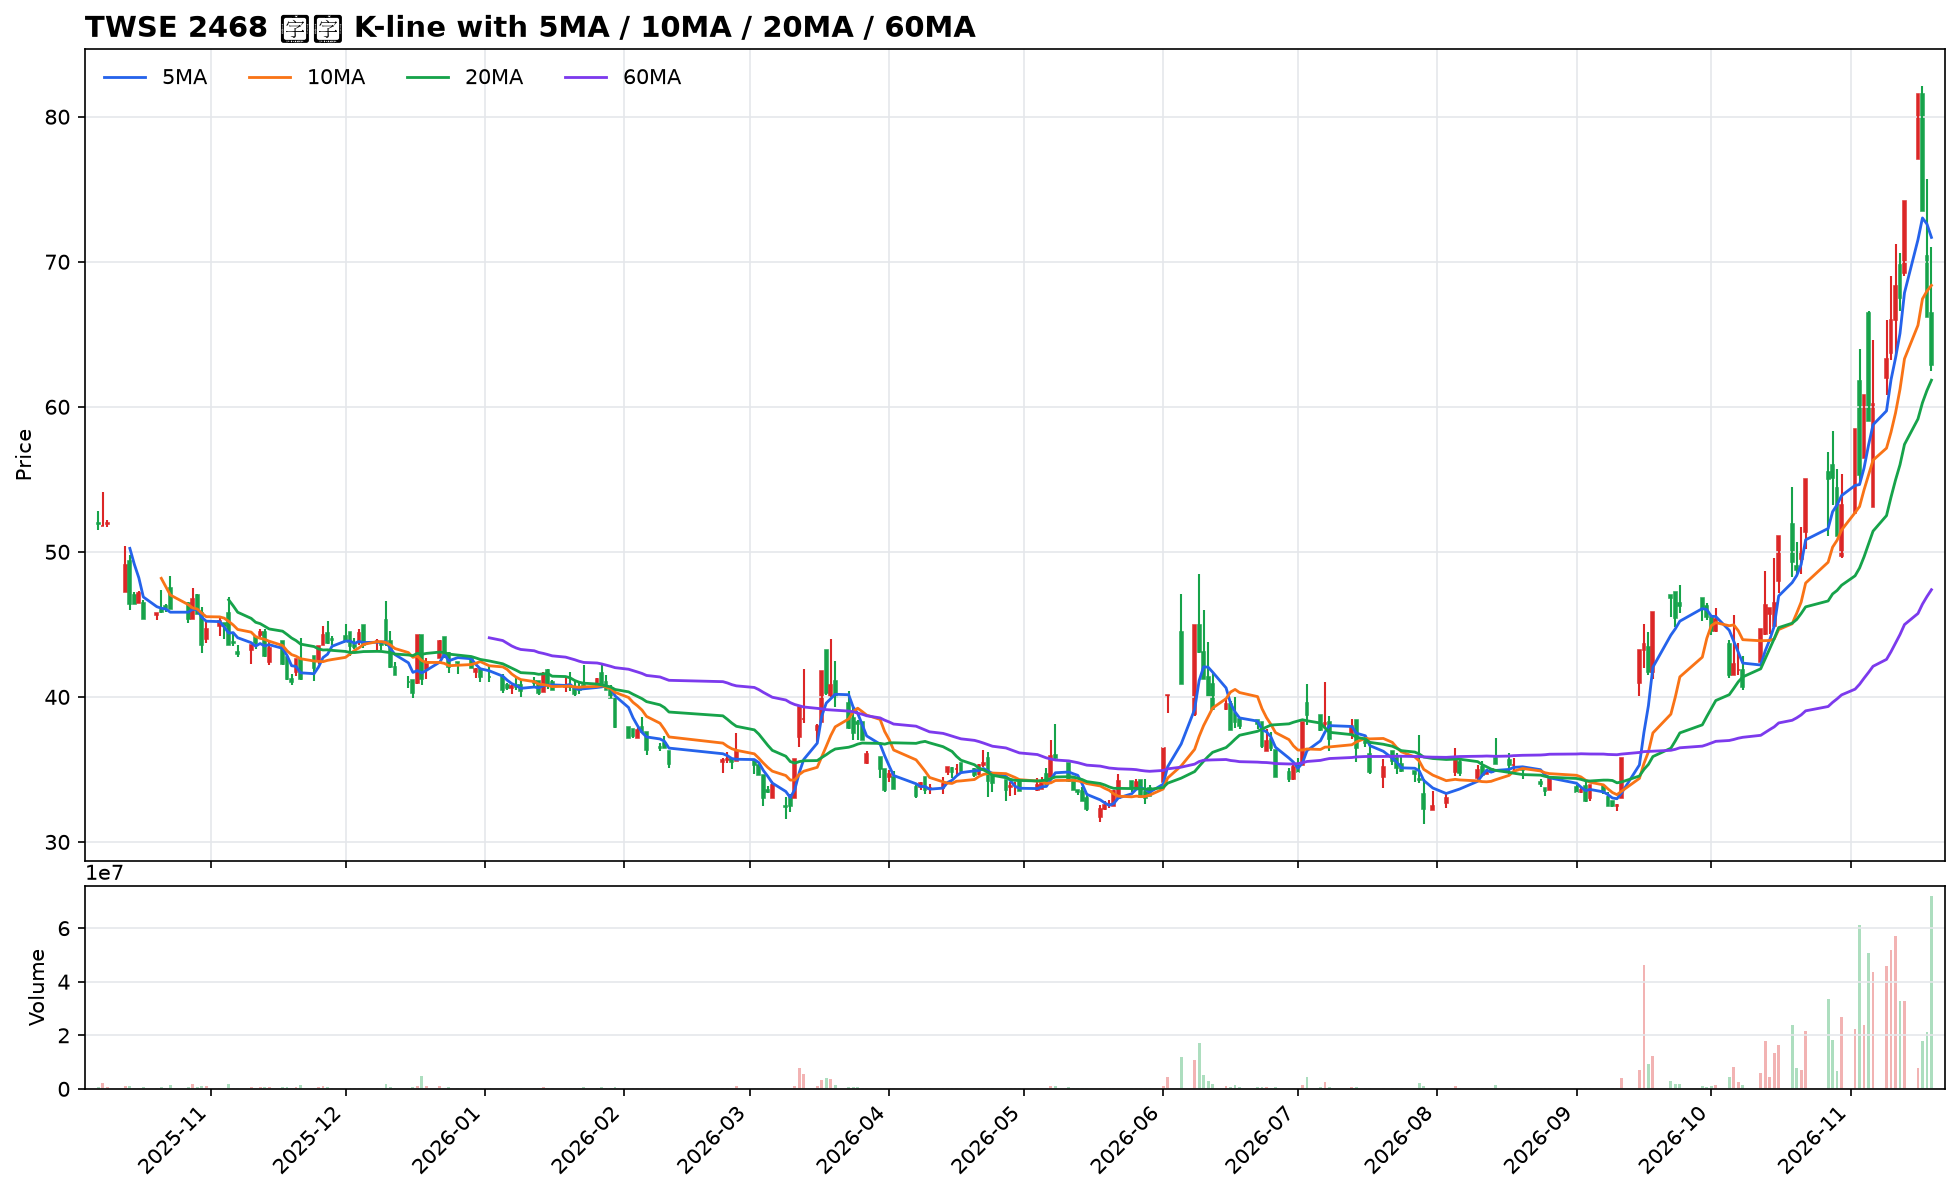 TWSE 2468 字字 K-line with 5MA / 10MA / 20MA / 60MA
5MA 10MA 20MA 60MA
80
70
60
50
40
30
Price
1e7
6
4
2
0
Volume
2025-11 2025-12 2026-01 2026-02 2026-03 2026-04 2026-05 2026-06 2026-07 2026-08 2026-09 2026-10 2026-11